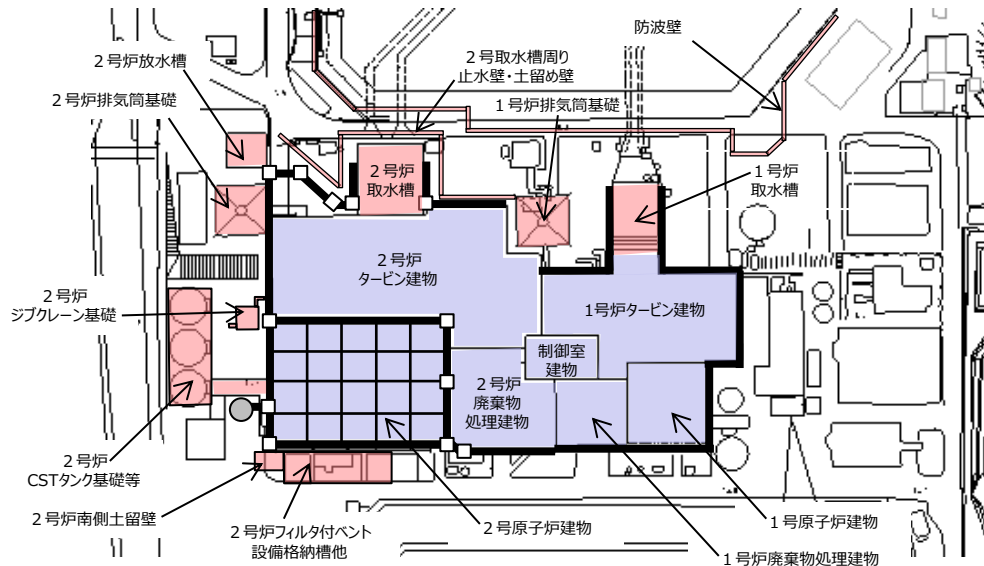 防波壁
２号炉放水槽
２号取水槽周り
止水壁・土留め壁
２号炉排気筒基礎
１号炉排気筒基礎
２号炉
取水槽
１号炉
取水槽
２号炉
タービン建物
２号炉
ジブクレーン基礎
１号炉タービン建物
制御室
建物
２号炉
廃棄物
処理建物
２号炉
CSTタンク基礎等
２号炉南側土留壁
２号炉フィルタ付ベント
設備格納槽他
２号原子炉建物
１号原子炉建物
１号炉廃棄物処理建物